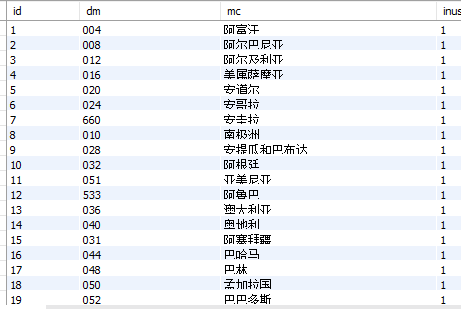 id dm mc inus
1 004 阿富汗 1
2 008 阿尔巴尼亚 1
3 012 阿尔及利亚 1
4 016 美属萨摩亚 1
5 020 安道尔 1
6 024 安哥拉 1
7 660 安圭拉 1
8 010 南极洲 1
9 028 安提瓜和巴布达 1
10 032 阿根廷 1
11 051 亚美尼亚 1
12 533 阿鲁巴 1
13 036 澳大利亚 1
14 040 奥地利 1
15 031 阿塞拜疆 1
16 044 巴哈马 1
17 048 巴林 1
18 050 孟加拉国 1
19 052 巴巴多斯 1